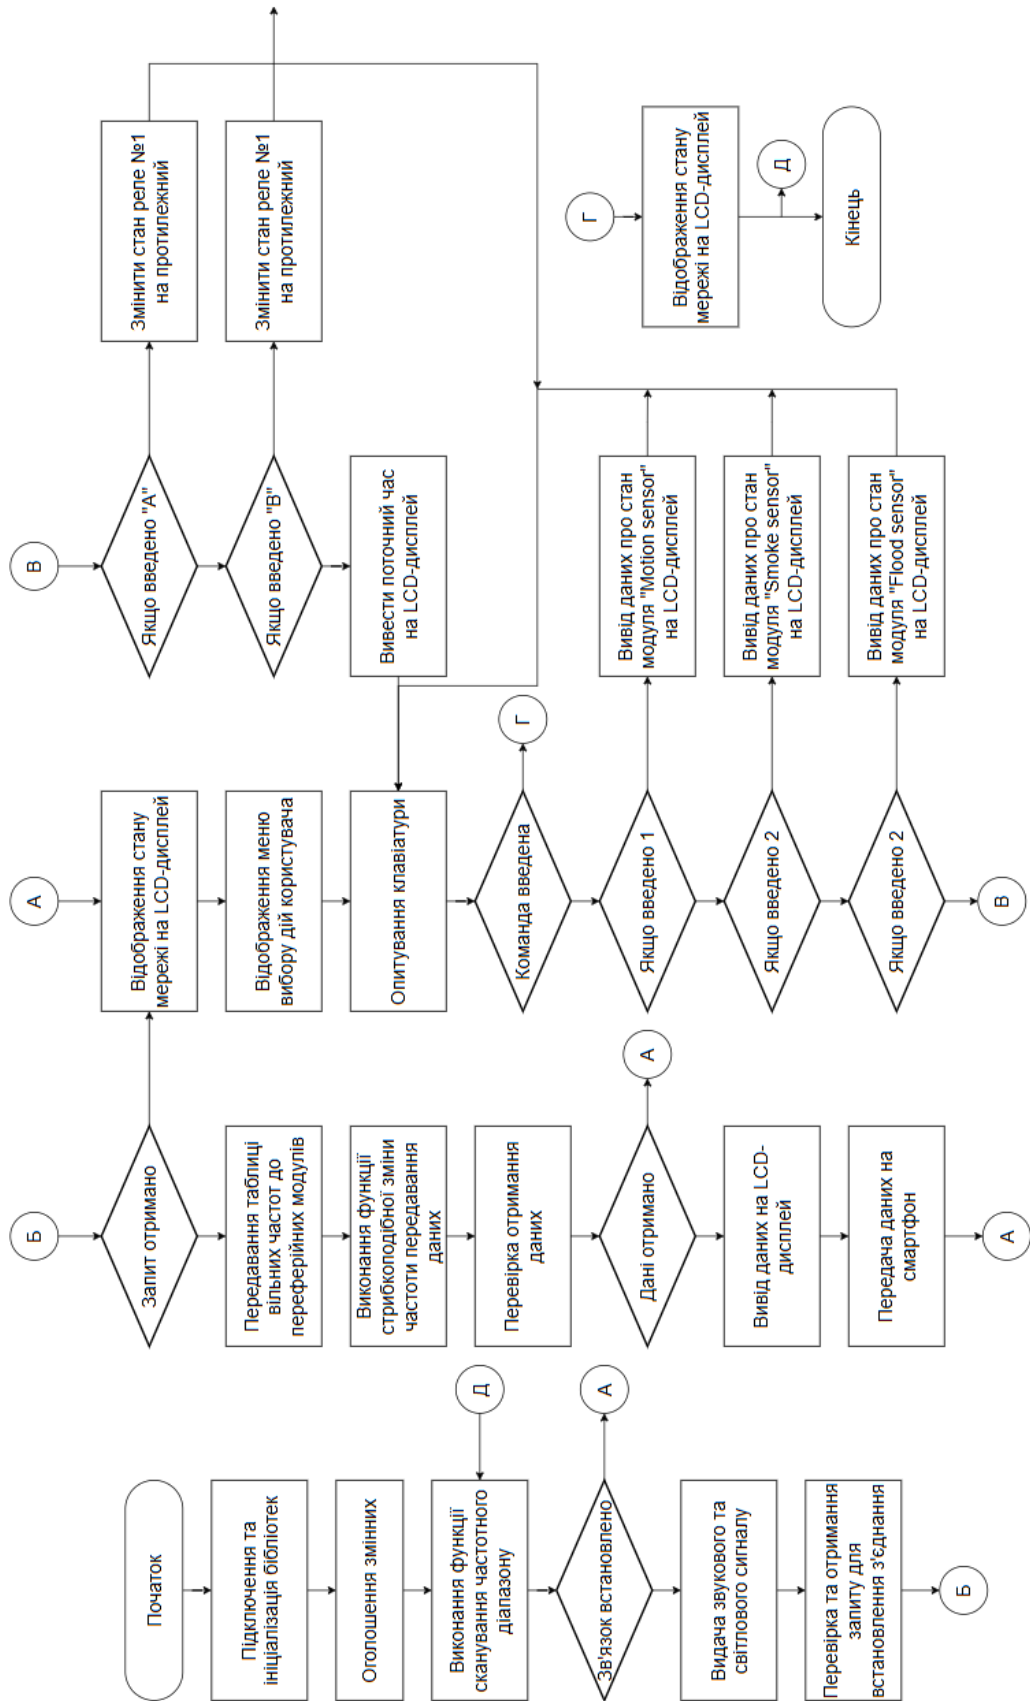 Початок
Підключення та
ініціалізація бібліотек
Оголошення змінних
Виконання функції
сканування частотного
діапазону
Д
Зв'язок встановлено
А
Видача звукового та
світлового сигналу
Перевірка та отримання
запиту для
встановлення з'єднання
Б
Б
Запит отримано
Передавання таблиці
вільних частот до
переферійних модулів
Виконання функції
стрибкоподібної зміни
частоти передавання
даних
Перевірка отримання
даних
Дані отримано
А
Вивід даних на LCD-
дисплей
Передача даних на
смартфон
А
А
Відображення стану
мережі на LCD-дисплей
Відображення меню
вибору дій користувача
Опитування клавіатури
Команда введена
Г
Якщо введено 1
Якщо введено 2
Якщо введено 2
В
Вивід даних про стан
модуля "Motion sensor"
на LCD-дисплей
Вивід даних про стан
модуля "Smoke sensor"
на LCD-дисплей
Вивід даних про стан
модуля "Flood sensor"
на LCD-дисплей
В
Якщо введено "А"
Якщо введено "В"
Вивести поточний час
на LCD-дисплей
Змінити стан реле №1
на протилежний
Змінити стан реле №1
на протилежний
Г
Відображення стану
мережі на LCD-дисплей
Д
Кінець